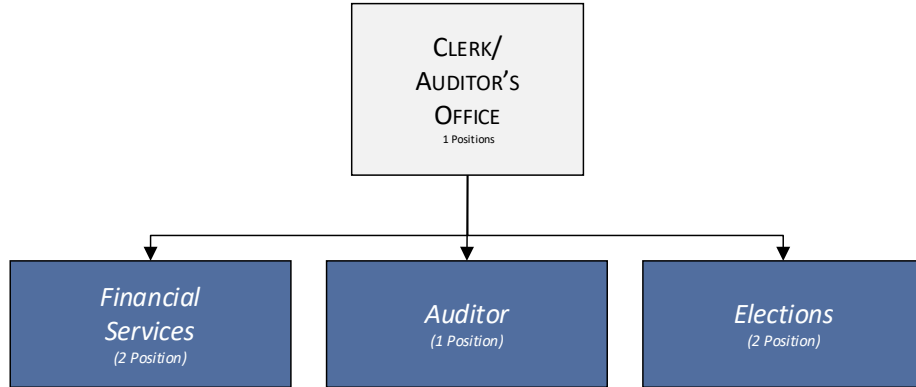 CLERK/
AUDITOR'S
OFFICE
1 Positions
Financial
Services
(2 Position)
Auditor
(1 Position)
Elections
(2 Position)